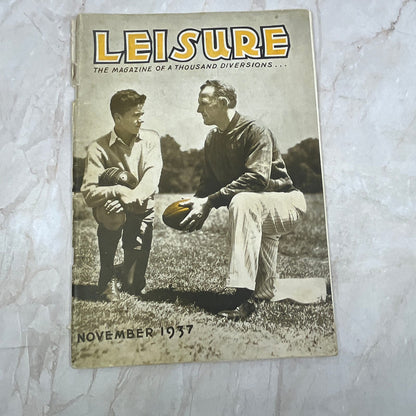 LEISURE
THE MAGAZINE OF A THOUSAND DIVERSIONS...
NOVEMBER 1937